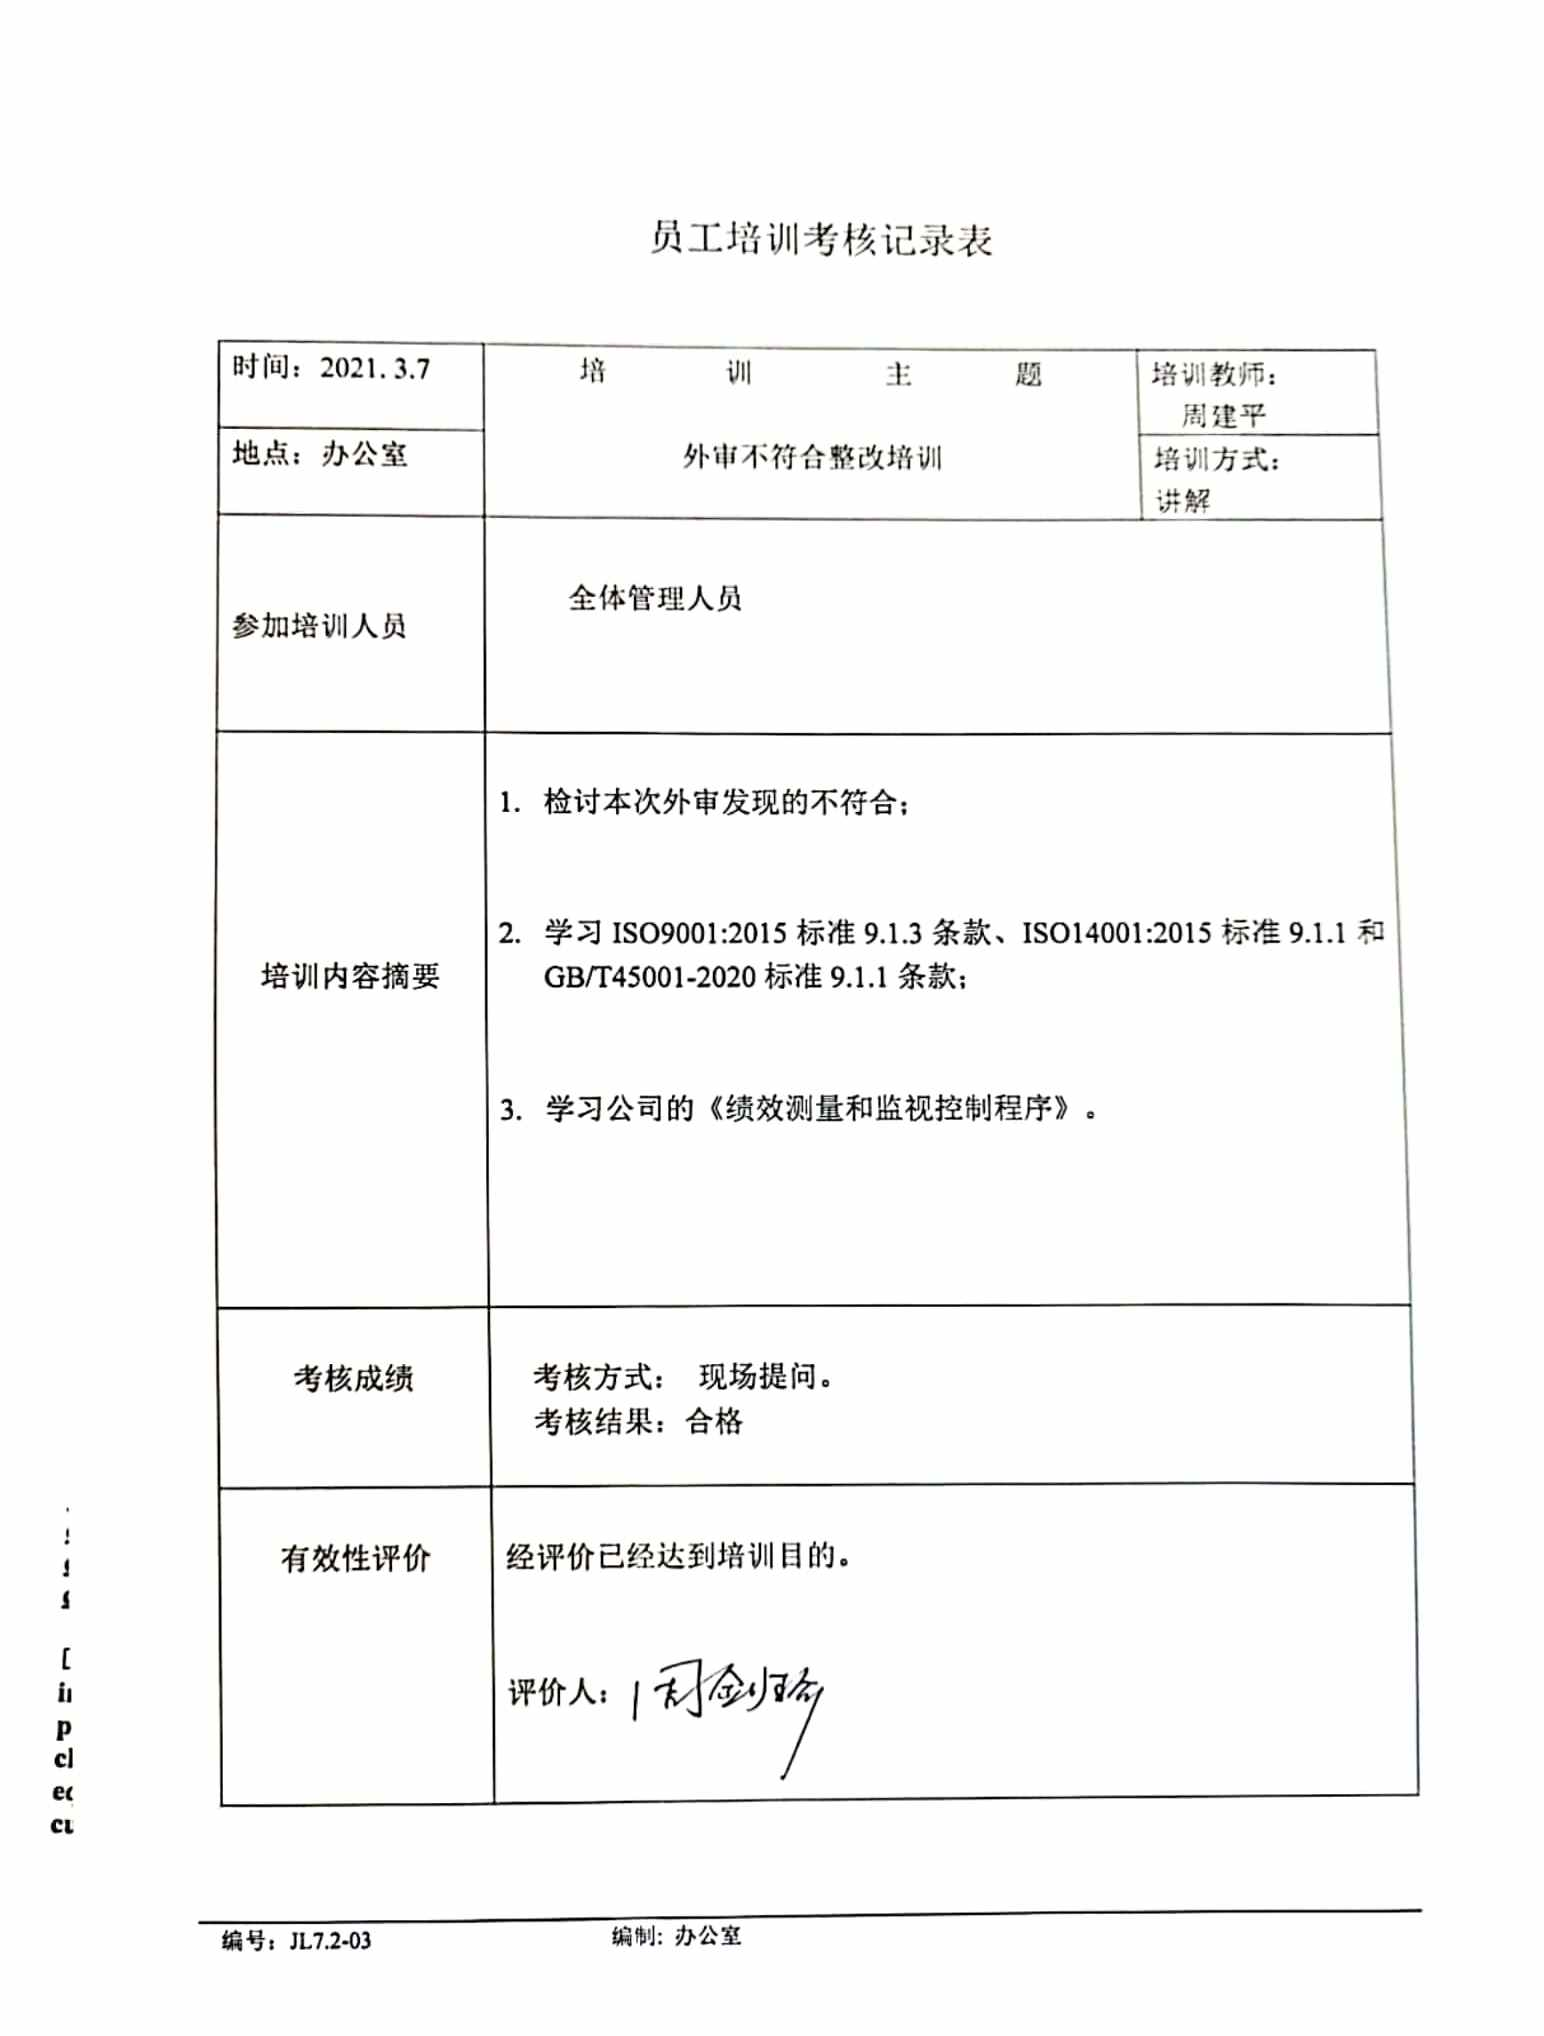 员工培训考核记录表
时间：2021.3.7
培 训 主 题
培训教师：
周建平
地点：办公室
外审不符合整改培训
培训方式：
讲解
参加培训人员
全体管理人员
培训内容摘要
1. 检讨本次外审发现的不符合；
2. 学习 ISO9001:2015 标准 9.1.3 条款、ISO14001:2015 标准 9.1.1 和
GB/T45001-2020 标准 9.1.1 条款；
3. 学习公司的《绩效测量和监视控制程序》。
考核成绩
考核方式： 现场提问。
考核结果：合格
有效性评价
经评价已经达到培训目的。
评价人：周
编号：JL7.2-03
编制：办公室